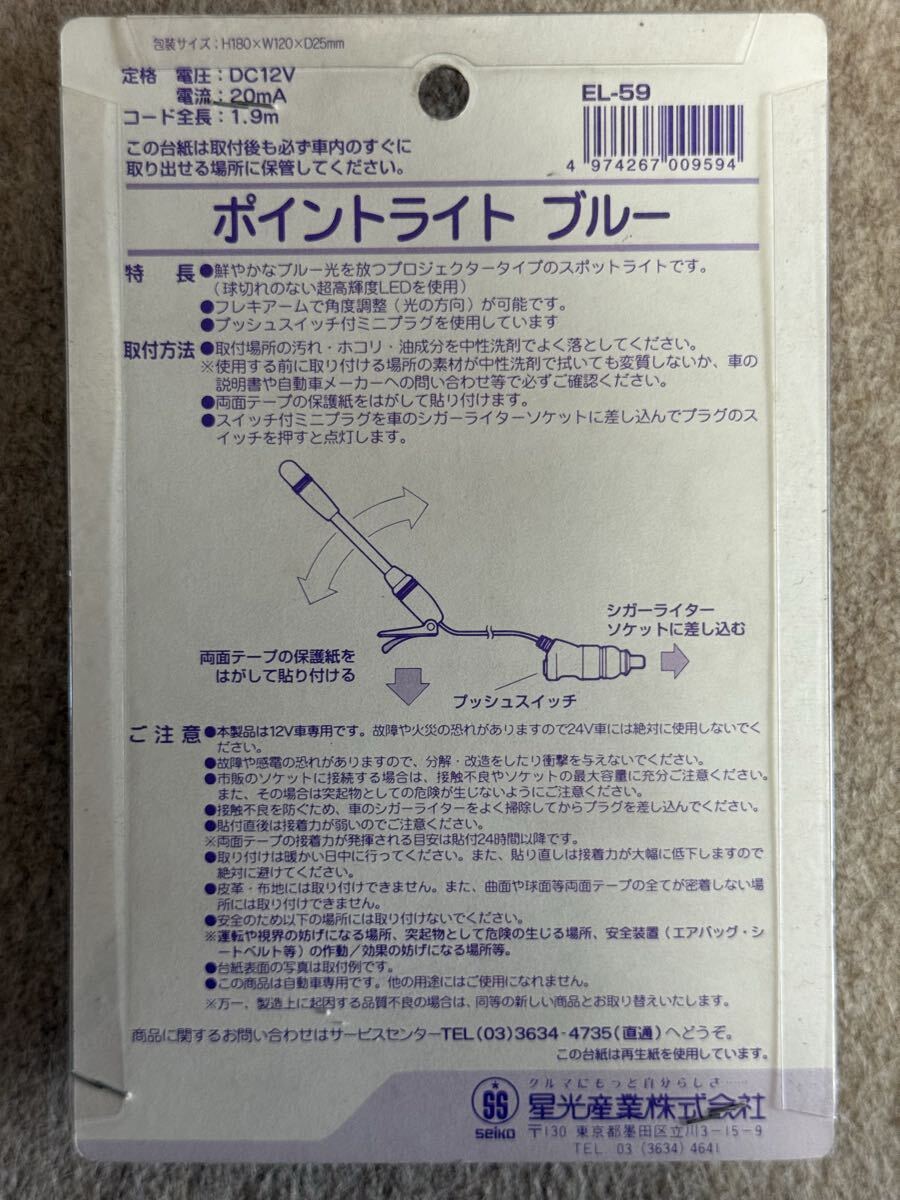 包装サイズ：H180×W120×D25mm
定格　電圧：DC12V
電流：20mA
コード全長：1.9m
EL-59
4 974267 009594
この台紙は取付後も必ず車内のすぐに
取り出せる場所に保管してください。
ポイントライト ブルー
特　長 ●鮮やかなブルー光を放つプロジェクタータイプのスポットライトです。
（球切れのない超高輝度LEDを使用）
●フレキアームで角度調整（光の方向）が可能です。
●プッシュスイッチ付ミニプラグを使用しています
取付方法 ●取付場所の汚れ・ホコリ・油成分を中性洗剤でよく落としてください。
※使用する前に取り付ける場所の素材が中性洗剤で拭いても変質しないか、車の
説明書や自動車メーカーへの問い合わせ等で必ずご確認ください。
●両面テープの保護紙をはがして貼り付けます。
●スイッチ付ミニプラグを車のシガーライターソケットに差し込んでプラグのス
イッチを押すと点灯します。
シガーライター
ソケットに差し込む
両面テープの保護紙を
はがして貼り付ける
プッシュスイッチ
ご注意 ●本製品は12V車専用です。故障や火災の恐れがありますので24V車には絶対に使用しないでく
ださい。
●故障や感電の恐れがありますので、分解・改造をしたり衝撃を与えないでください。
●市販のソケットに接続する場合は、接触不良やソケットの最大容量に充分ご注意ください。
また、その場合は突起物としての危険が生じないようにご注意ください。
●接触不良を防ぐため、車のシガーライターをよく掃除してからプラグを差し込んでください。
●貼付直後は接着力が弱いのでご注意ください。
※両面テープの接着力が発揮される目安は貼付24時間以降です。
●取り付けは暖かい日中に行ってください。また、貼り直しは接着力が大幅に低下しますので
絶対に避けてください。
●皮革・布地には取り付けできません。また、曲面や球面等両面テープの全てが密着しない場
所には取り付けできません。
●安全のため以下の場所には取り付けないでください。
※運転や視界の妨げになる場所、突起物として危険の生じる場所、安全装置（エアバッグ・シ
ートベルト等）の作動／効果の妨げになる場所等。
●台紙表面の写真は取付例です。
●この商品は自動車専用です。他の用途にはご使用になれません。
※万一、製造上に起因する品質不良の場合は、同等の新しい商品とお取り替えいたします。
商品に関するお問い合わせはサービスセンターTEL(03)3634-4735(直通)へどうぞ。
この台紙は再生紙を使用しています。
クルマにもっと自分らしさ……
SS
seiko
星光産業株式会社
〒130 東京都墨田区立川3-15-9
TEL 03 (3634) 4641